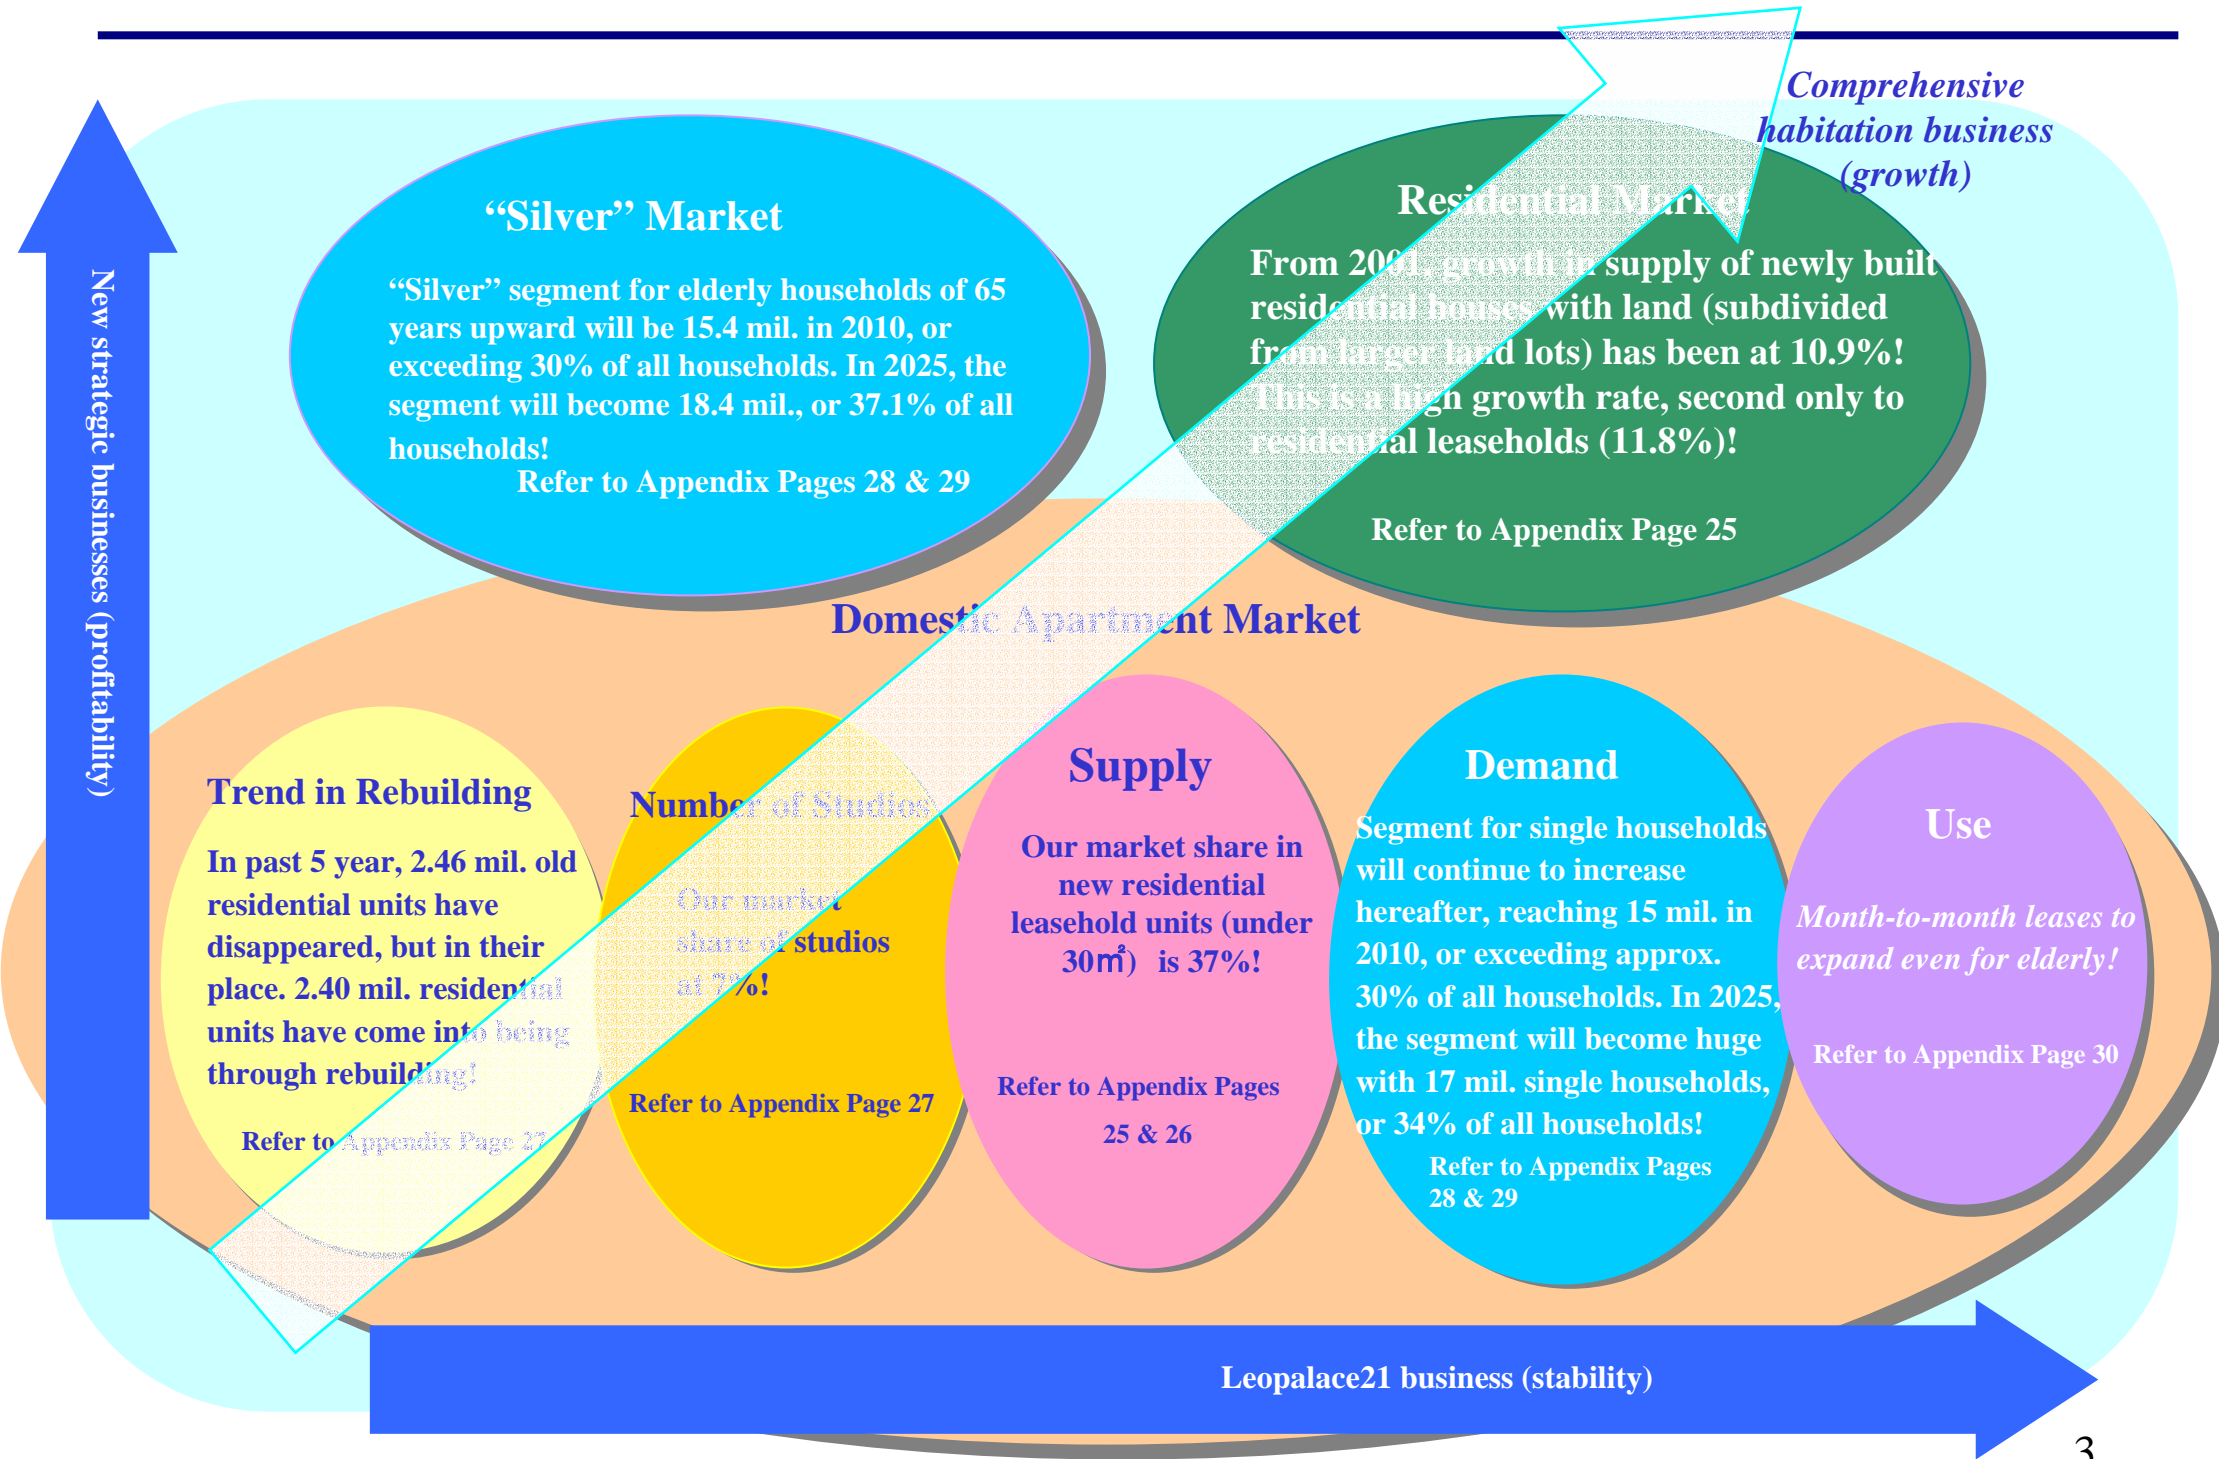 Comprehensive
habitation business
(growth)
“Silver” Market
“Silver” segment for elderly households of 65
years upward will be 15.4 mil. in 2010, or
exceeding 30% of all households. In 2025, the
segment will become 18.4 mil., or 37.1% of all
households!
Refer to Appendix Pages 28 & 29
Residential Market
From 2001, growth in supply of newly built
residential houses with land (subdivided
from larger land lots) has been at 10.9%!
This is a high growth rate, second only to
residential leaseholds (11.8%)!
Refer to Appendix Page 25
New strategic businesses (profitability)
Domestic Apartment Market
Trend in Rebuilding
In past 5 year, 2.46 mil. old
residential units have
disappeared, but in their
place. 2.40 mil. residential
units have come into being
through rebuilding!
Refer to Appendix Page 27
Number of Studios
Our market
share of studios
at 7%!
Refer to Appendix Page 27
Supply
Our market share in
new residential
leasehold units (under
30㎡) is 37%!
Refer to Appendix Pages
25 & 26
Demand
Segment for single households
will continue to increase
hereafter, reaching 15 mil. in
2010, or exceeding approx.
30% of all households. In 2025,
the segment will become huge
with 17 mil. single households,
or 34% of all households!
Refer to Appendix Pages
28 & 29
Use
Month-to-month leases to
expand even for elderly!
Refer to Appendix Page 30
Leopalace21 business (stability)
3